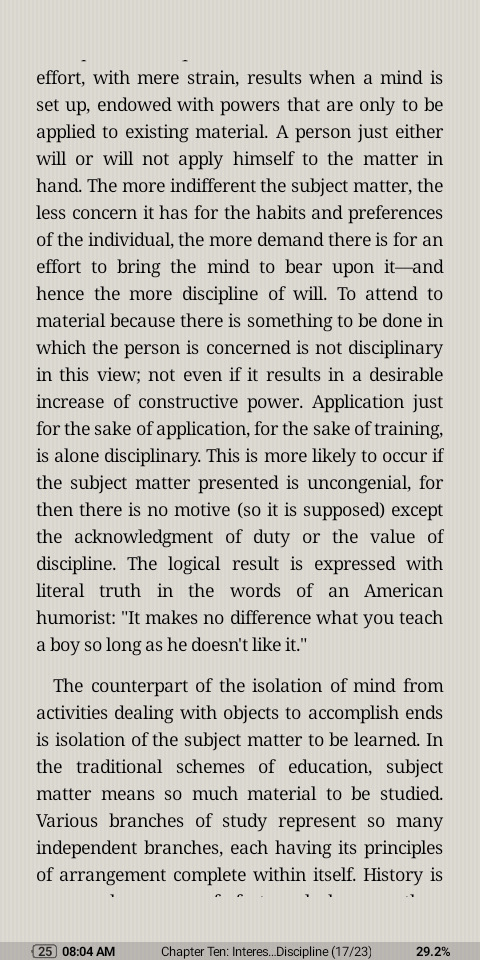 effort, with mere strain, results when a mind is
set up, endowed with powers that are only to be
applied to existing material. A person just either
will or will not apply himself to the matter in
hand. The more indifferent the subject matter, the
less concern it has for the habits and preferences
of the individual, the more demand there is for an
effort to bring the mind to bear upon it—and
hence the more discipline of will. To attend to
material because there is something to be done in
which the person is concerned is not disciplinary
in this view; not even if it results in a desirable
increase of constructive power. Application just
for the sake of application, for the sake of training,
is alone disciplinary. This is more likely to occur if
the subject matter presented is uncongenial, for
then there is no motive (so it is supposed) except
the acknowledgment of duty or the value of
discipline. The logical result is expressed with
literal truth in the words of an American
humorist: "It makes no difference what you teach
a boy so long as he doesn't like it."
The counterpart of the isolation of mind from
activities dealing with objects to accomplish ends
is isolation of the subject matter to be learned. In
the traditional schemes of education, subject
matter means so much material to be studied.
Various branches of study represent so many
independent branches, each having its principles
of arrangement complete within itself. History is
25 08:04 AM Chapter Ten: Interes...Discipline (17/23) 29.2%